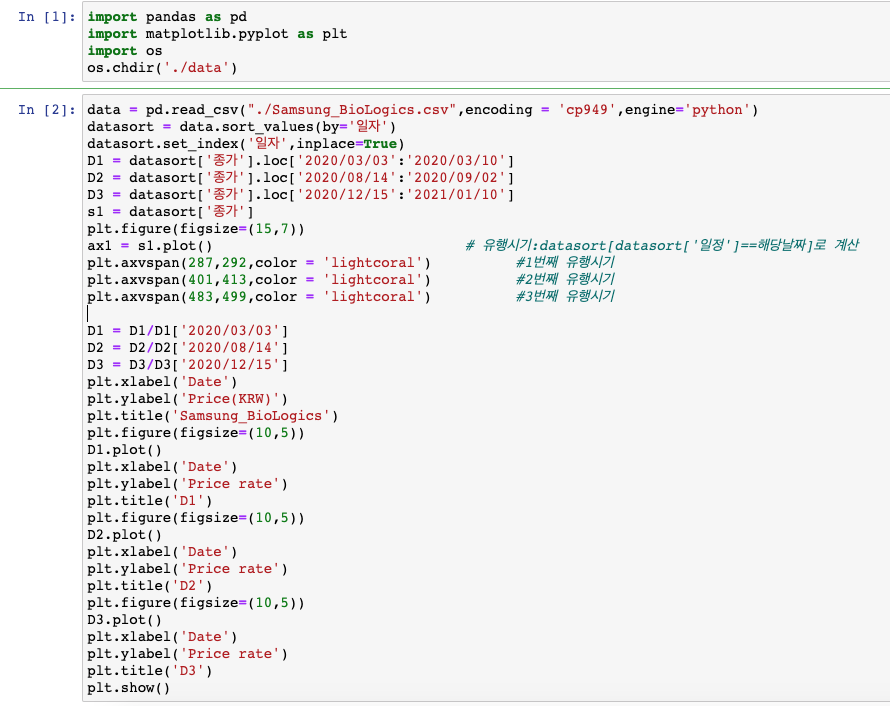 In [1]: import pandas as pd
import matplotlib.pyplot as plt
import os
os.chdir('./data')
In [2]: data = pd.read_csv("./Samsung_BioLogics.csv",encoding = 'cp949',engine='python')
datasort = data.sort_values(by='일자')
datasort.set_index('일자',inplace=True)
D1 = datasort['종가'].loc['2020/03/03':'2020/03/10']
D2 = datasort['종가'].loc['2020/08/14':'2020/09/02']
D3 = datasort['종가'].loc['2020/12/15':'2021/01/10']
s1 = datasort['종가']
plt.figure(figsize=(15,7))
ax1 = s1.plot() # 유행시기:datasort[datasort['일정']==해당날짜]로 계산
plt.axvspan(287,292,color = 'lightcoral') #1번째 유행시기
plt.axvspan(401,413,color = 'lightcoral') #2번째 유행시기
plt.axvspan(483,499,color = 'lightcoral') #3번째 유행시기
D1 = D1/D1['2020/03/03']
D2 = D2/D2['2020/08/14']
D3 = D3/D3['2020/12/15']
plt.xlabel('Date')
plt.ylabel('Price(KRW)')
plt.title('Samsung_BioLogics')
plt.figure(figsize=(10,5))
D1.plot()
plt.xlabel('Date')
plt.ylabel('Price rate')
plt.title('D1')
plt.figure(figsize=(10,5))
D2.plot()
plt.xlabel('Date')
plt.ylabel('Price rate')
plt.title('D2')
plt.figure(figsize=(10,5))
D3.plot()
plt.xlabel('Date')
plt.ylabel('Price rate')
plt.title('D3')
plt.show()